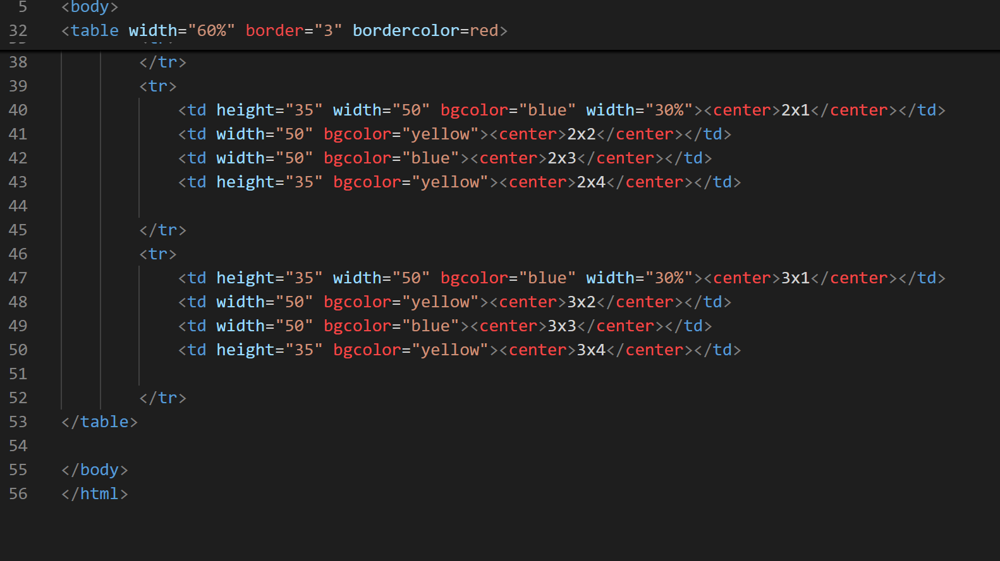 5 <body>
32 <table width="60%" border="3" bordercolor=red>
38 </tr>
39 <tr>
40 <td height="35" width="50" bgcolor="blue" width="30%"><center>2x1</center></td>
41 <td width="50" bgcolor="yellow"><center>2x2</center></td>
42 <td width="50" bgcolor="blue"><center>2x3</center></td>
43 <td height="35" bgcolor="yellow"><center>2x4</center></td>
44
45 </tr>
46 <tr>
47 <td height="35" width="50" bgcolor="blue" width="30%"><center>3x1</center></td>
48 <td width="50" bgcolor="yellow"><center>3x2</center></td>
49 <td width="50" bgcolor="blue"><center>3x3</center></td>
50 <td height="35" bgcolor="yellow"><center>3x4</center></td>
51
52 </tr>
53 </table>
54
55 </body>
56 </html>